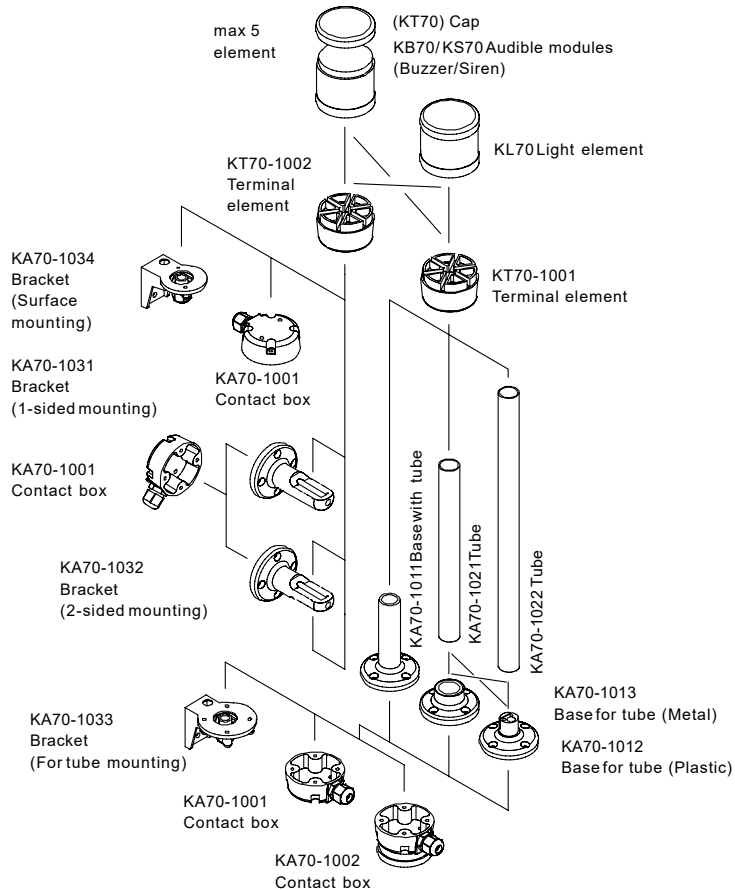 max 5
element
(KT70) Cap
KB70/KS70 Audible modules
(Buzzer/Siren)
KL70 Light element
KT70-1002
Terminal
element
KT70-1001
Terminal element
KA70-1034
Bracket
(Surface
mounting)
KA70-1001
Contact box
KA70-1031
Bracket
(1-sided mounting)
KA70-1001
Contact box
KA70-1032
Bracket
(2-sided mounting)
KA70-1011 Base with tube
KA70-1021 Tube
KA70-1022 Tube
KA70-1013
Base for tube (Metal)
KA70-1012
Base for tube (Plastic)
KA70-1033
Bracket
(For tube mounting)
KA70-1001
Contact box
KA70-1002
Contact box